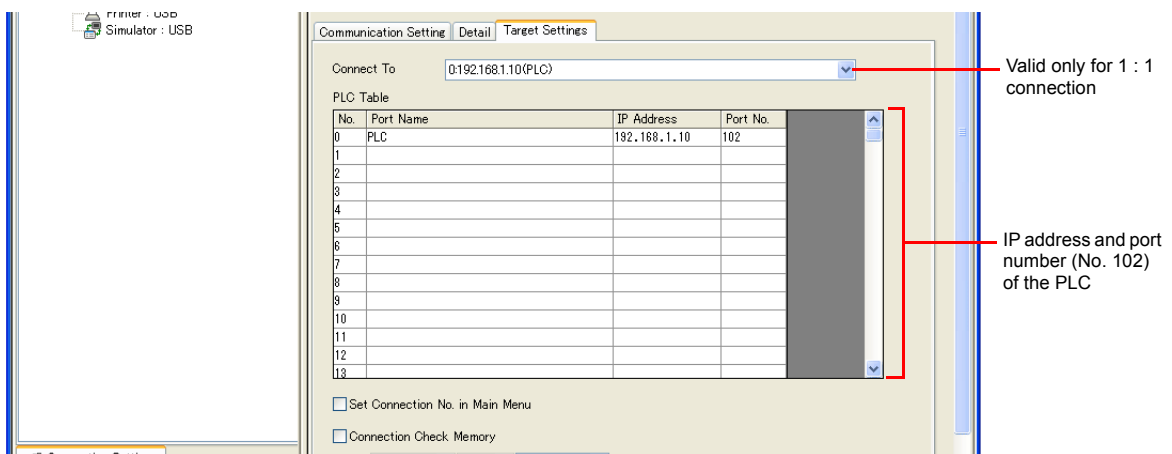 Printer : USB
Simulator : USB
Communication Setting Detail Target Settings
Connect To 0:192.168.1.10(PLC)
Valid only for 1 : 1
connection
PLC Table
No. Port Name IP Address Port No.
0 PLC 192.168.1.10 102
1
2
3
4
5
6
7
8
9
10
11
12
13
IP address and port
number (No. 102)
of the PLC
Set Connection No. in Main Menu
Connection Check Memory